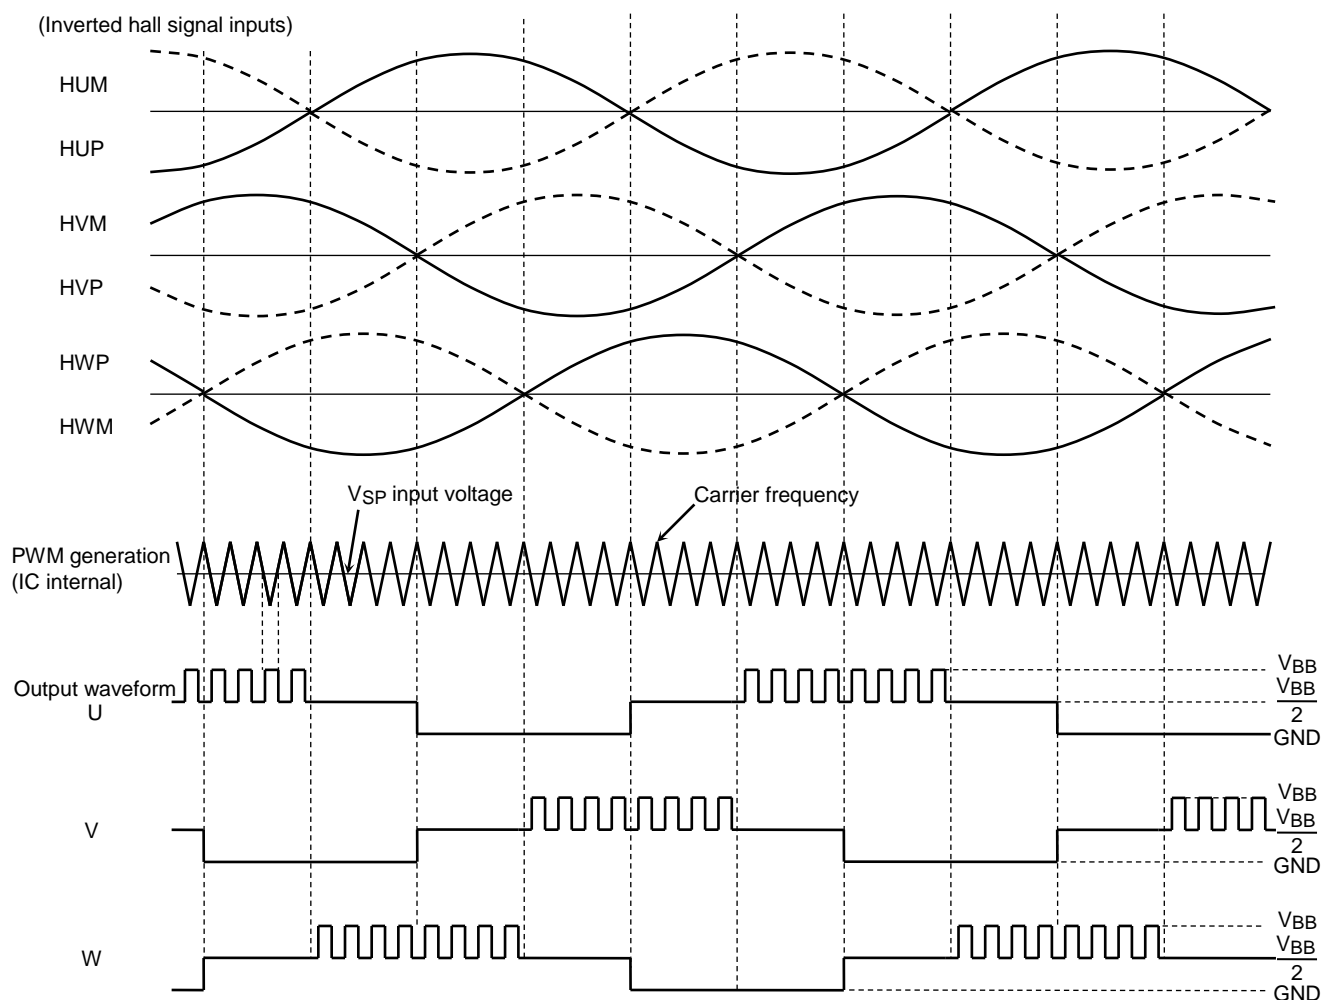 (Inverted hall signal inputs)
HUM
HUP
HVM
HVP
HWP
HWM
VSP input voltage
Carrier frequency
PWM generation
(IC internal)
Output waveform
U
VBB
VBB
2
GND
V
VBB
VBB
2
GND
W
VBB
VBB
2
GND